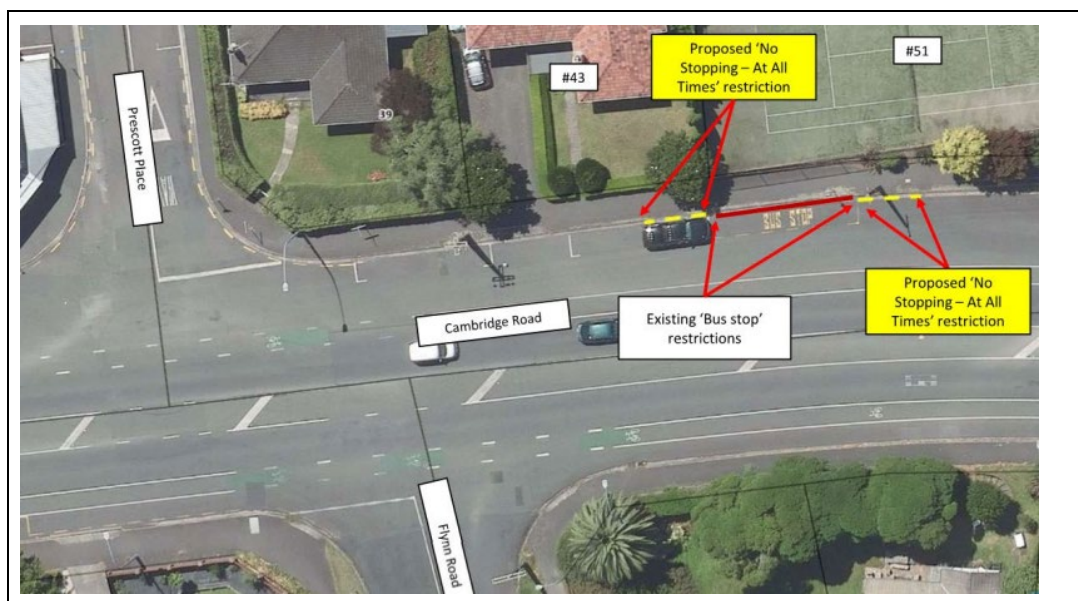 Proposed ‘No
Stopping – At All
Times’ restriction
#51
#43
39
Prescott Place
BUS STOP
Cambridge Road
Existing ‘Bus stop’
restrictions
Proposed ‘No
Stopping – At All
Times’ restriction
Flynn Road